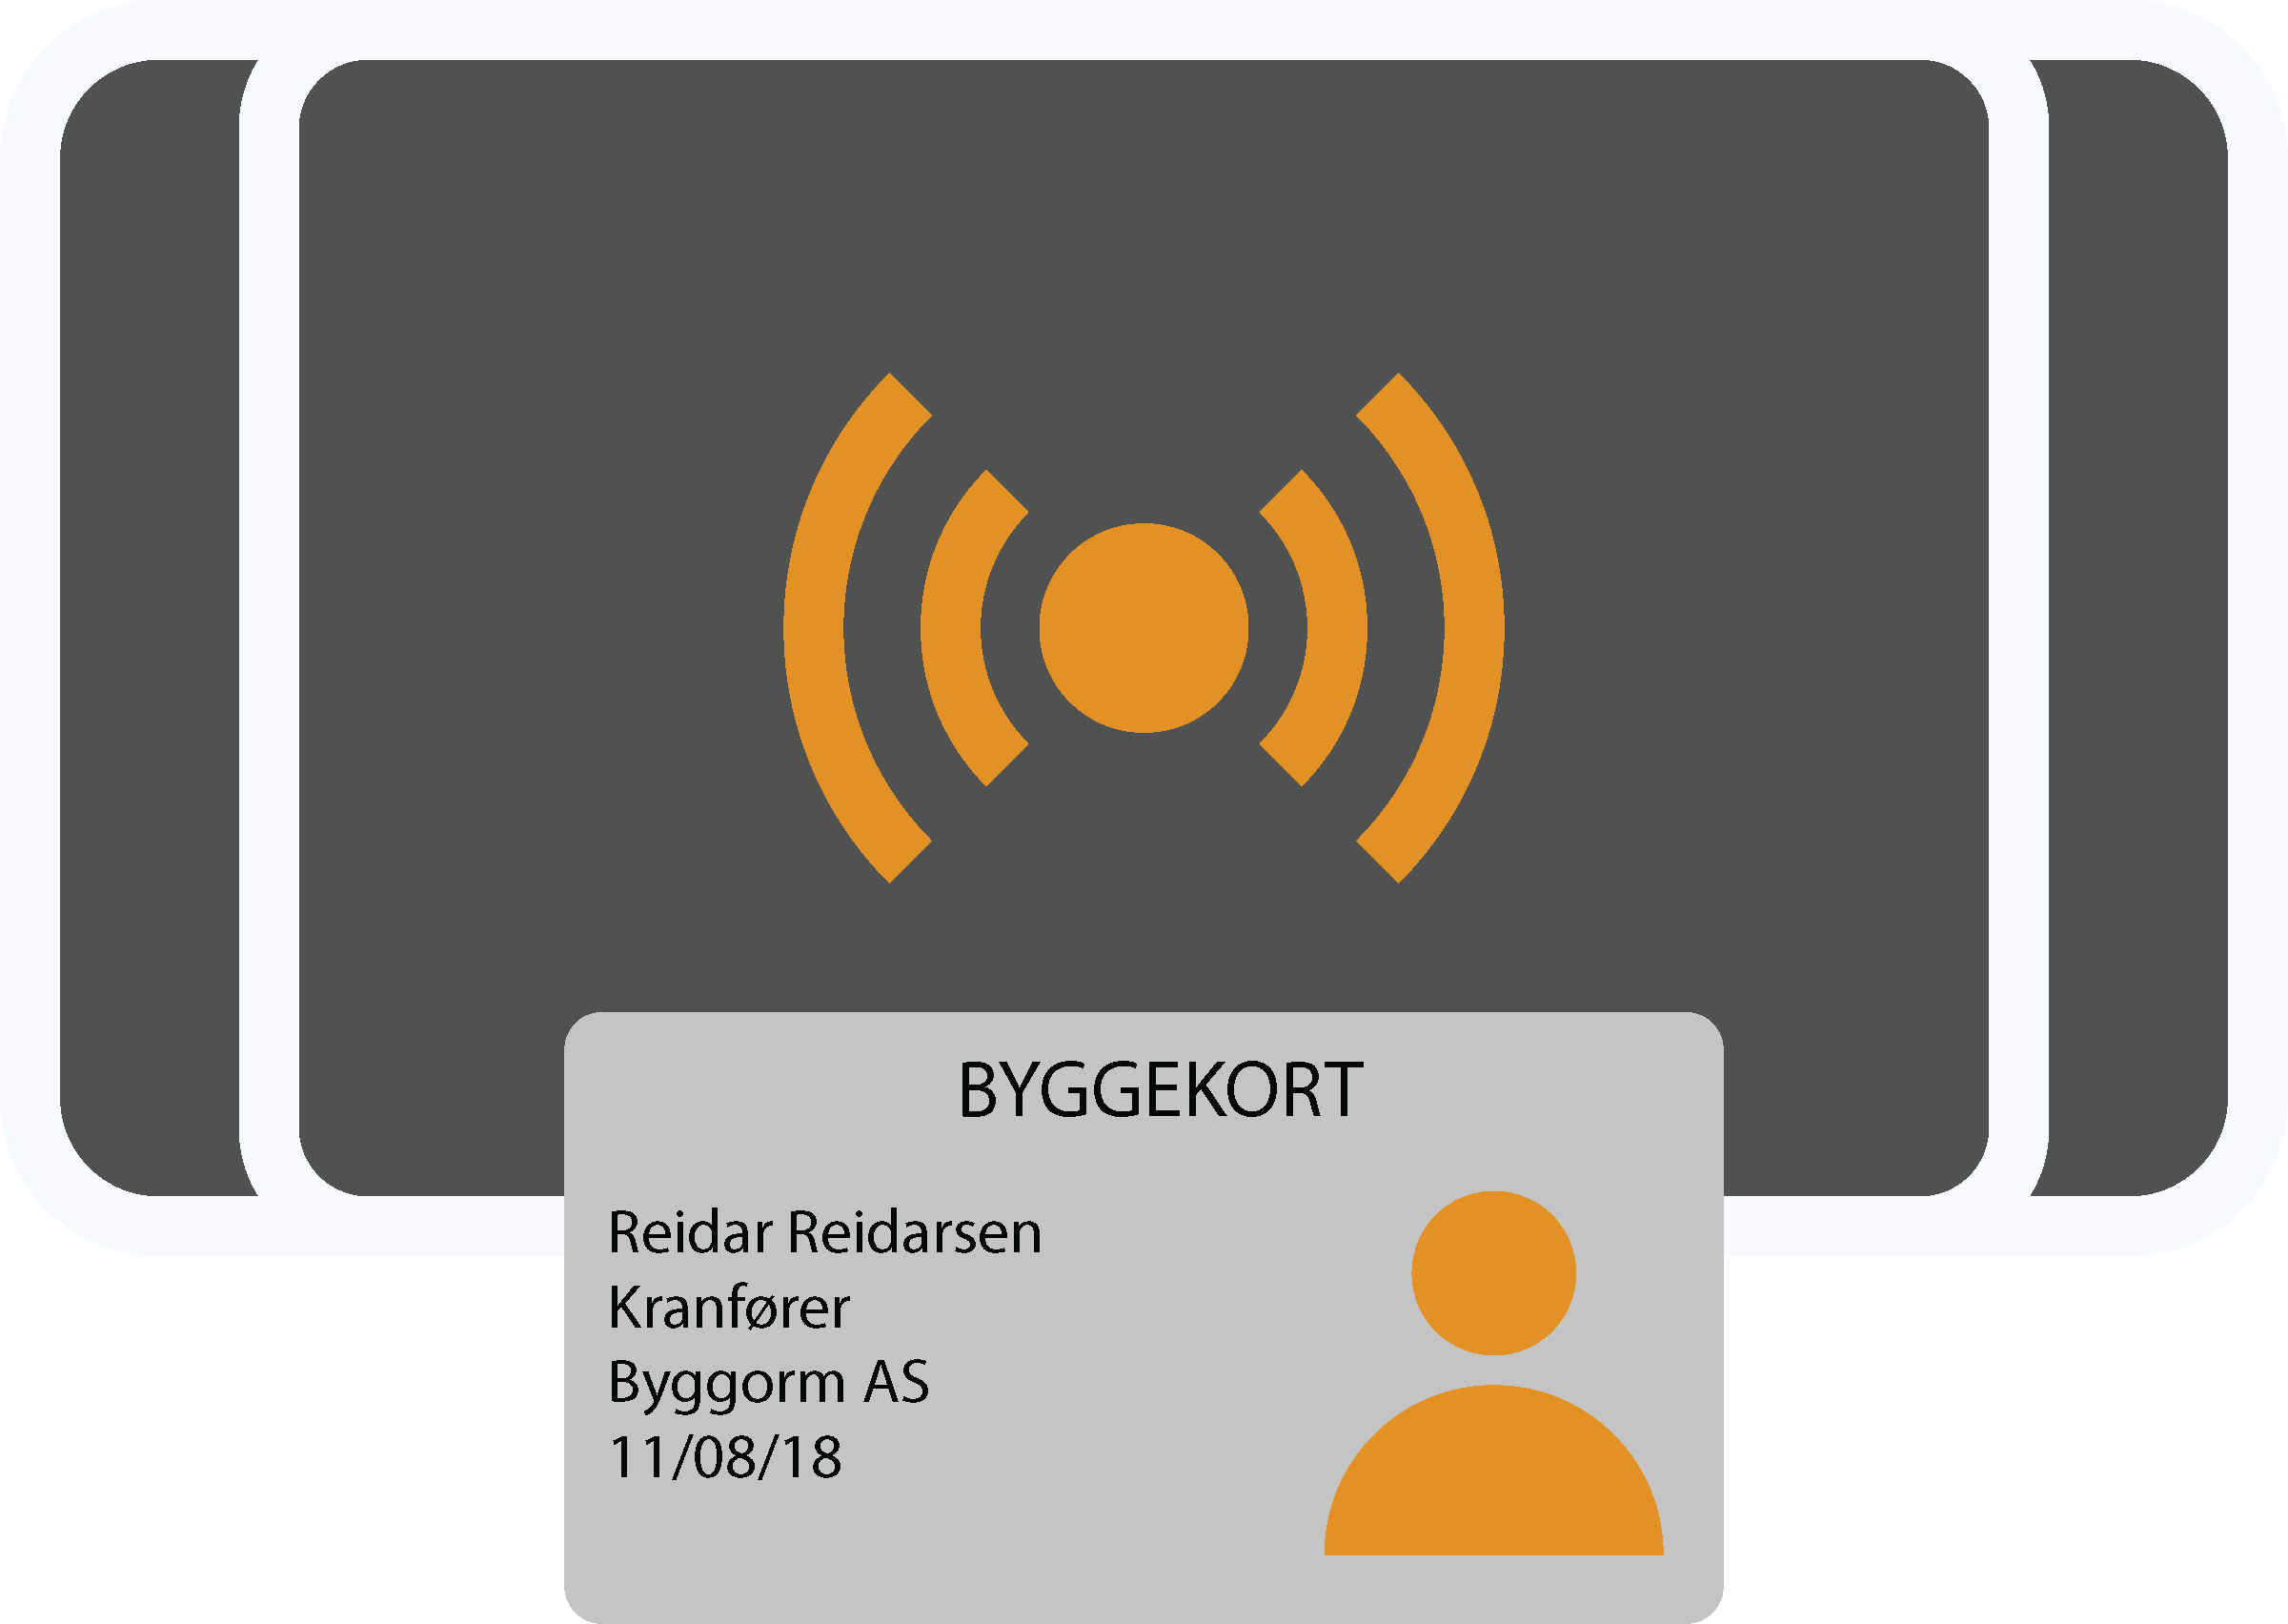 BYGGEKORT
Reidar Reidarsen
Kranfører
Byggorm AS
11/08/18